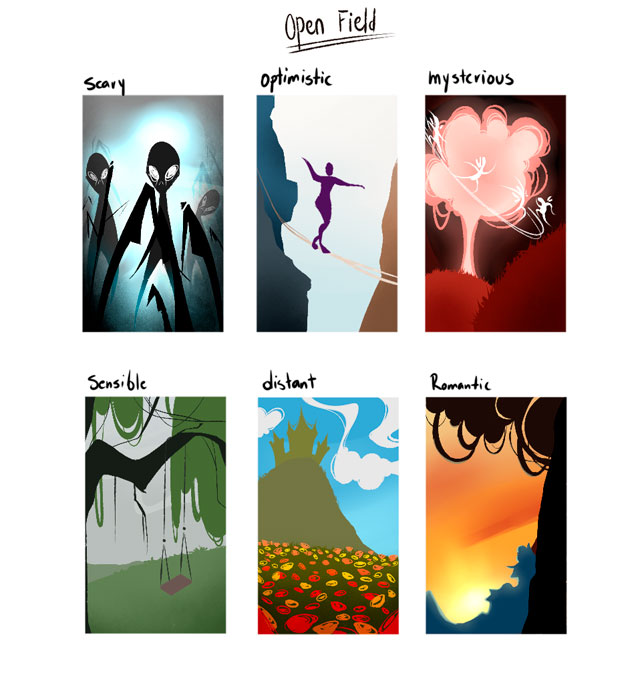 Open Field
Scary
Optimistic
mysterious
Sensible
distant
Romantic